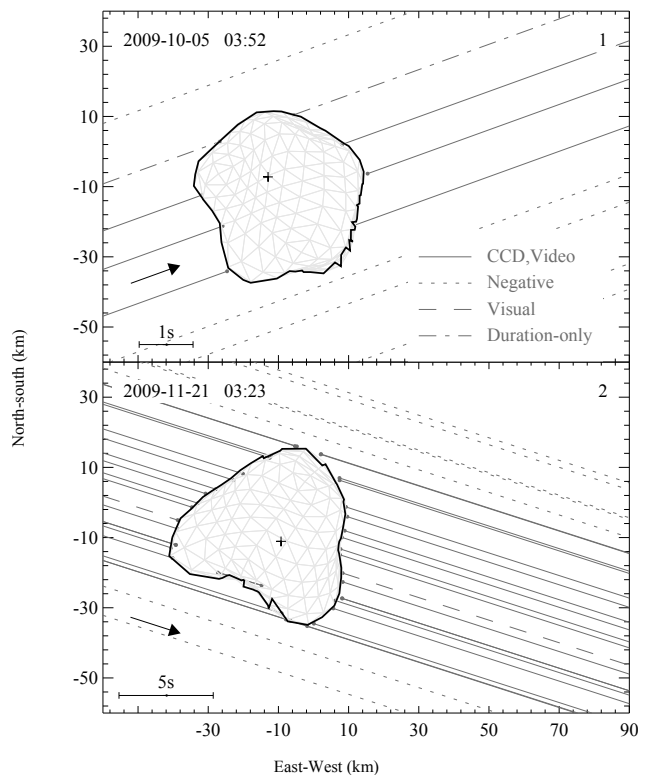 2009-10-05 03:52
1
30
10
-10
-30
-50
CCD,Video
Negative
Visual
Duration-only
1s
North-south (km)
2009-11-21 03:23
2
30
10
-10
-30
-50
5s
-30 -10 10 30 50 70 90
East-West (km)